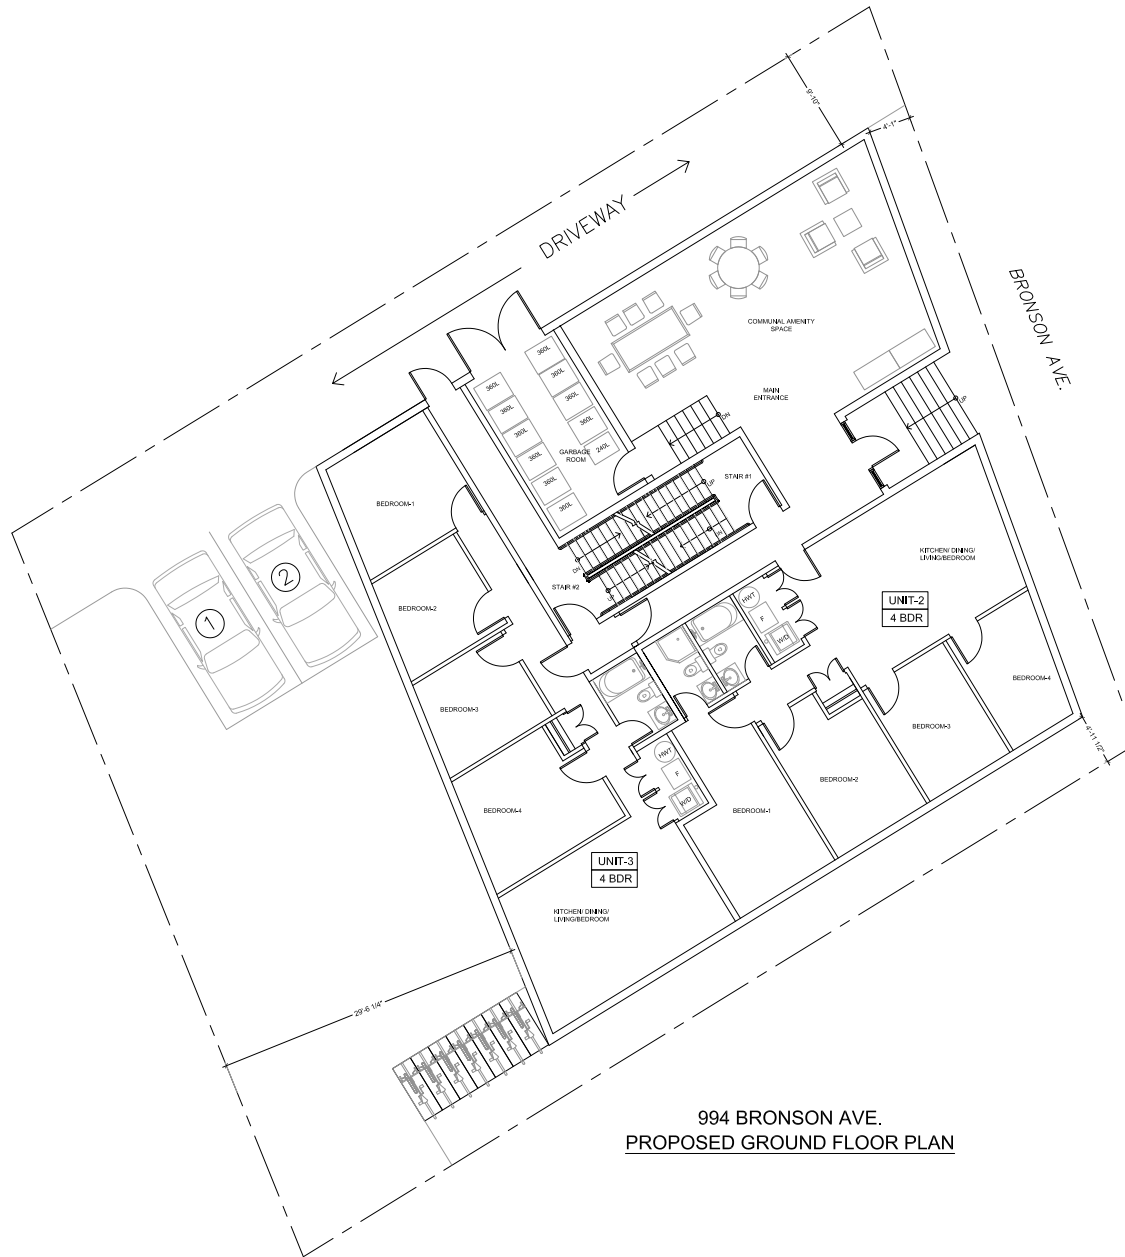 9'-10"
4'-1"
DRIVEWAY
BRONSON AVE.
COMMUNAL AMENITY
SPACE
MAIN
ENTRANCE
UP
DN
360L
360L
360L
360L
240L
360L
360L
360L
360L
360L
360L
GARBAGE
ROOM
STAIR #1
UP
DN
UP
STAIR #2
BEDROOM-1
BEDROOM-2
BEDROOM-3
BEDROOM-4
1
2
KITCHEN/ DINING/
LIVING/BEDROOM
UNIT-2
4 BDR
HWT
F
W/D
BEDROOM-4
BEDROOM-3
BEDROOM-2
BEDROOM-1
4'-11 1/2"
HWT
F
W/D
UNIT-3
4 BDR
KITCHEN/ DINING/
LIVING/BEDROOM
29'-6 1/4"
994 BRONSON AVE.
PROPOSED GROUND FLOOR PLAN